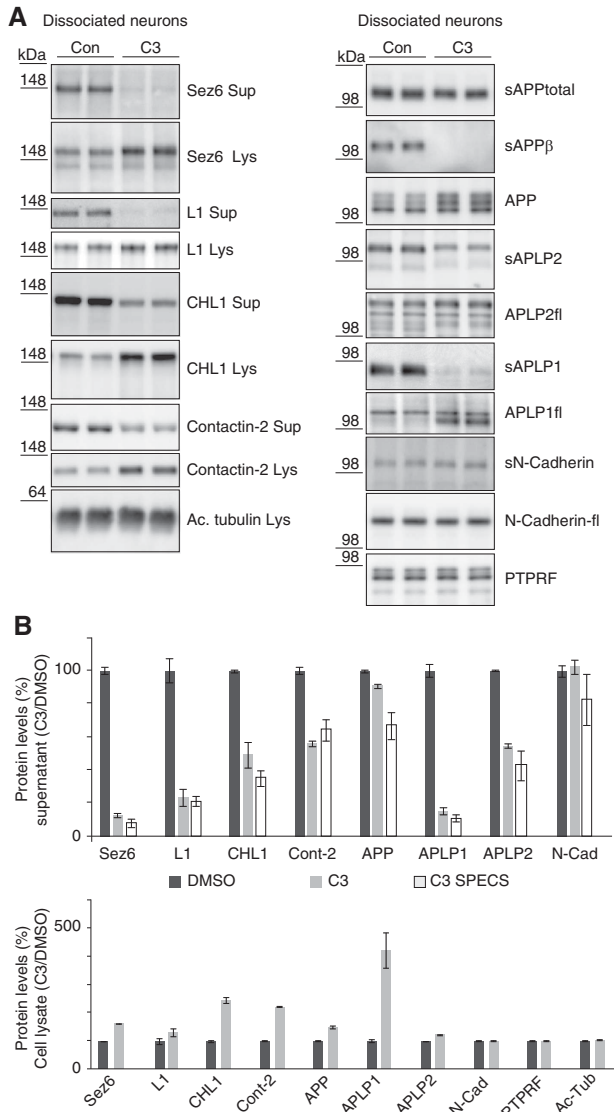 A
Dissociated neurons
kDa
Con C3
148
Sez6 Sup
148
Sez6 Lys
148
L1 Sup
148
L1 Lys
148
CHL1 Sup
148
CHL1 Lys
148
Contactin-2 Sup
148
Contactin-2 Lys
64
Ac. tubulin Lys
Dissociated neurons
kDa
Con C3
98
sAPPtotal
98
sAPPβ
98
APP
98
sAPLP2
98
APLP2fl
98
sAPLP1
98
APLP1fl
98
sN-Cadherin
98
N-Cadherin-fl
98
PTPRF
B
Protein levels (%)
supernatant (C3/DMSO)
100
0
Sez6 L1 CHL1 Cont-2 APP APLP1 APLP2 N-Cad
DMSO C3 C3 SPECS
Protein levels (%)
Cell lysate (C3/DMSO)
500
100
0
Sez6 L1 CHL1 Cont-2 APP APLP1 APLP2 N-Cad PTPRF Ac-Tub